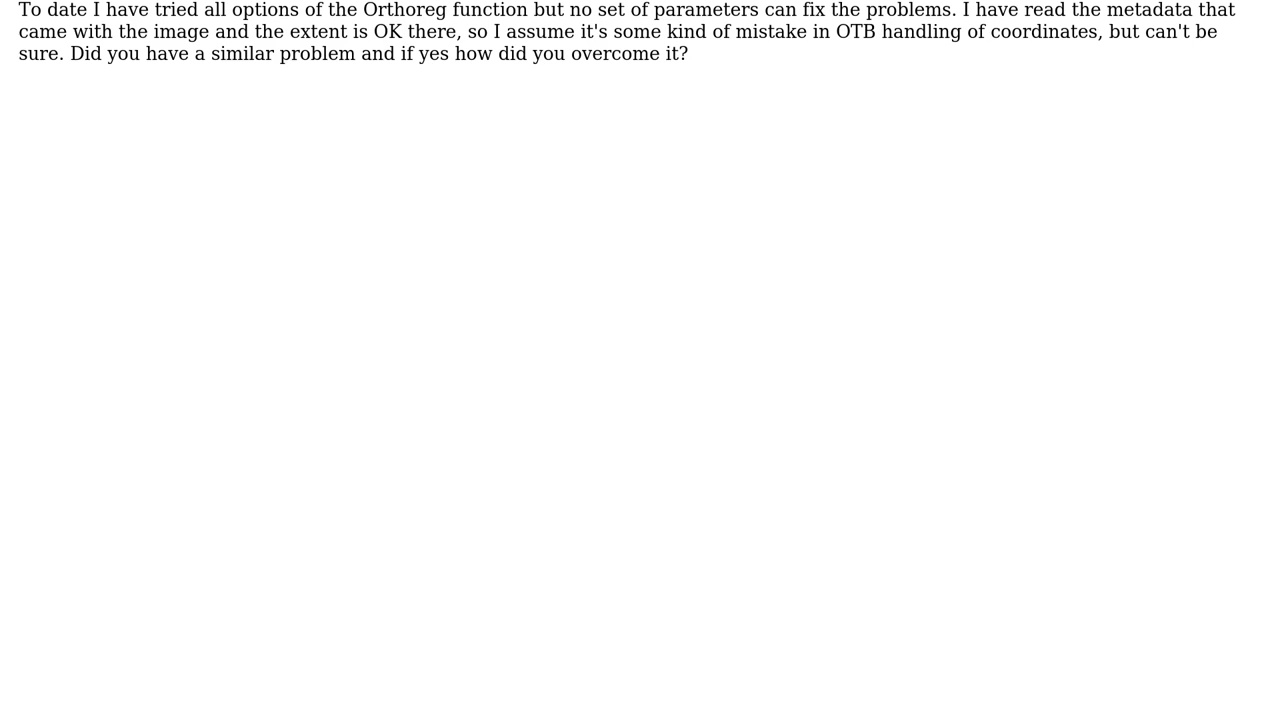 To date I have tried all options of the Orthoreg function but no set of parameters can fix the problems. I have read the metadata that
came with the image and the extent is OK there, so I assume it's some kind of mistake in OTB handling of coordinates, but can't be
sure. Did you have a similar problem and if yes how did you overcome it?